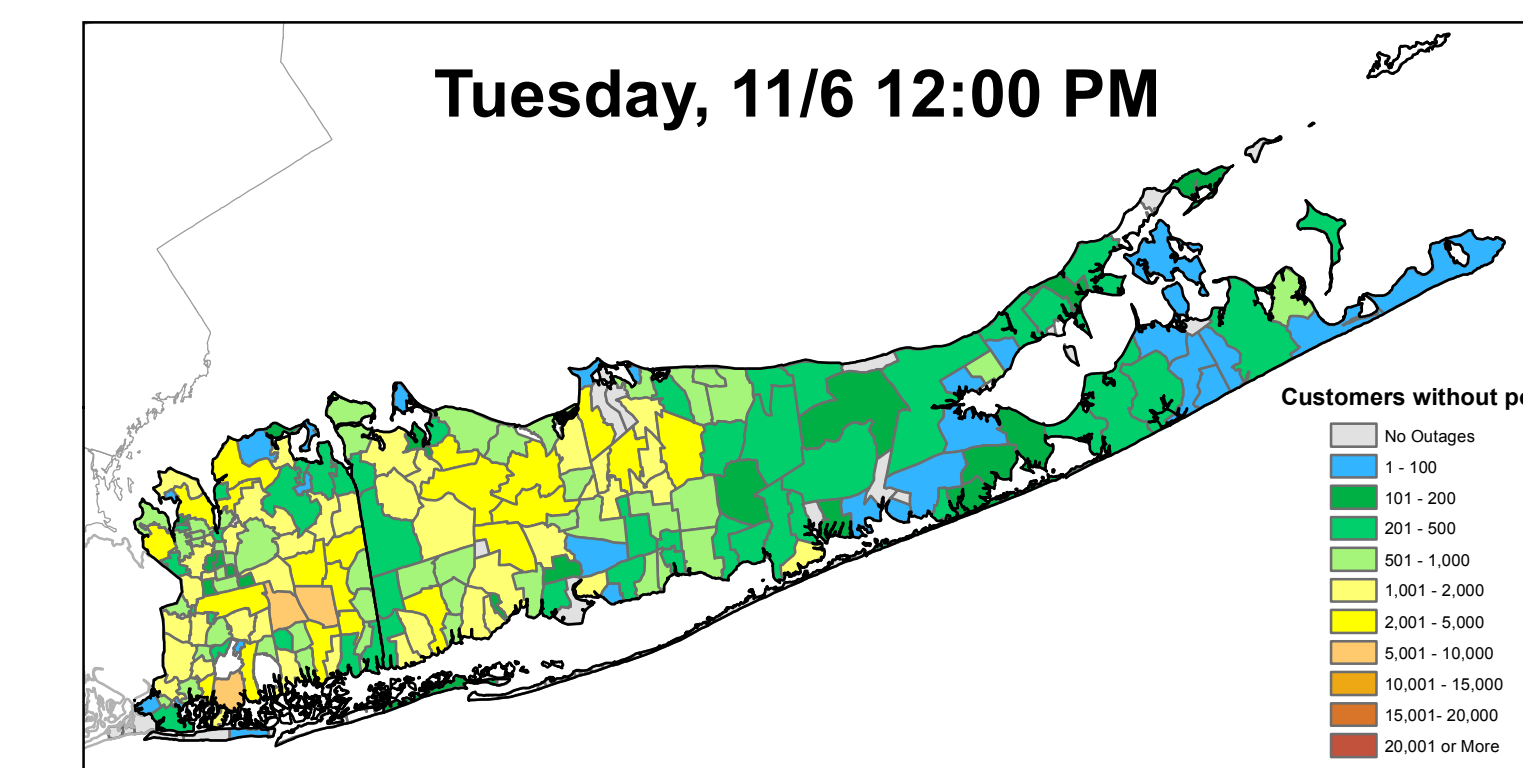 Tuesday, 11/6 12:00 PM
Customers without
No Outages
1 - 100
101 - 200
201 - 500
501 - 1,000
1,001 - 2,000
2,001 - 5,000
5,001 - 10,000
10,001 - 15,000
15,001- 20,000
20,001 or More